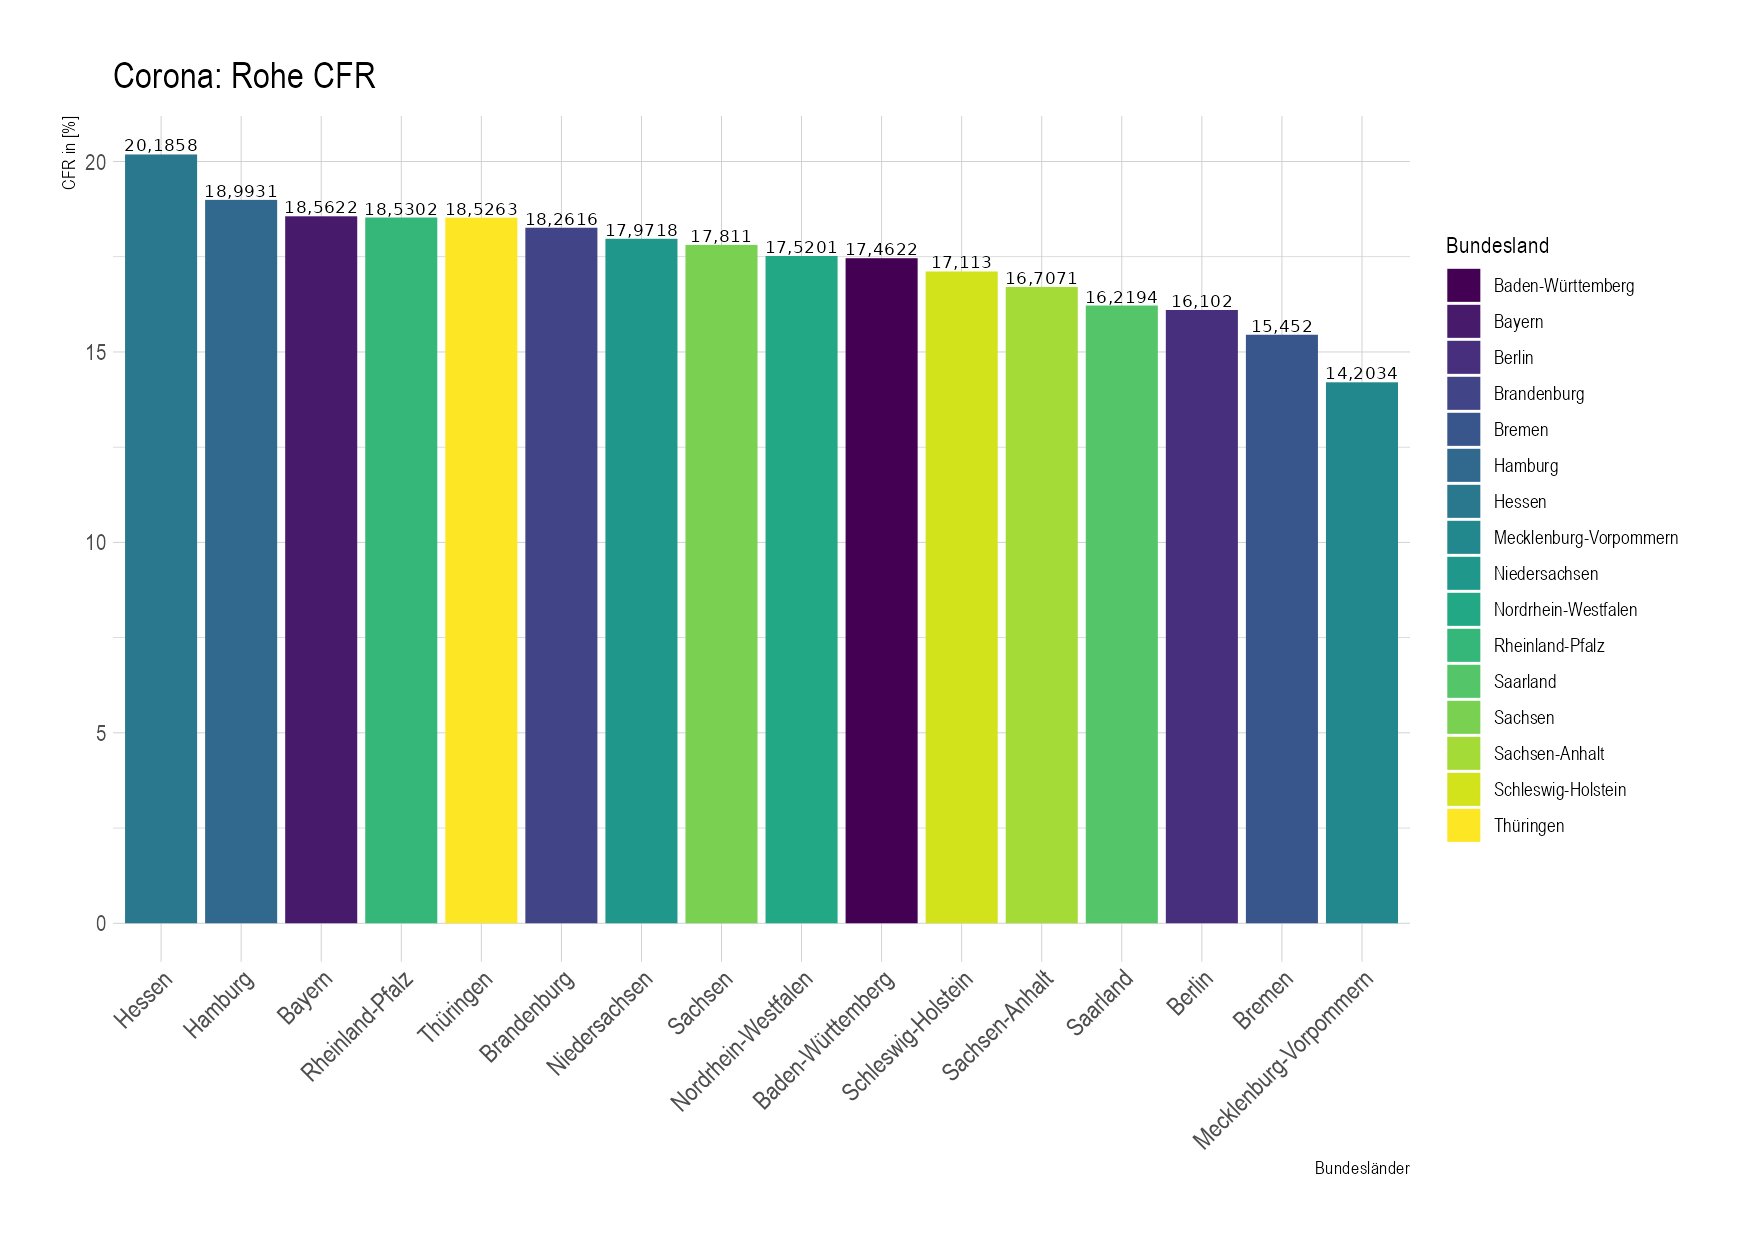 Corona: Rohe CFR
CFR in [%]
20
15
10
5
0
20,1858
18,9931
18,5622
18,5302
18,5263
18,2616
17,9718
17,811
17,5201
17,4622
17,113
16,7071
16,2194
16,102
15,452
14,2034
Hessen
Hamburg
Bayern
Rheinland-Pfalz
Thüringen
Brandenburg
Niedersachsen
Sachsen
Nordrhein-Westfalen
Baden-Württemberg
Schleswig-Holstein
Sachsen-Anhalt
Saarland
Berlin
Bremen
Mecklenburg-Vorpommern
Bundesländer
Bundesland
Baden-Württemberg
Bayern
Berlin
Brandenburg
Bremen
Hamburg
Hessen
Mecklenburg-Vorpommern
Niedersachsen
Nordrhein-Westfalen
Rheinland-Pfalz
Saarland
Sachsen
Sachsen-Anhalt
Schleswig-Holstein
Thüringen